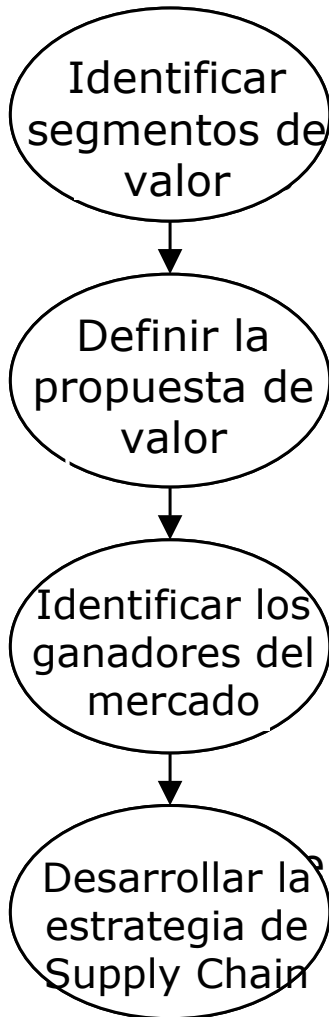 Identificar
segmentos de
valor
Definir la
propuesta de
valor
Identificar los
ganadores del
mercado
Desarrollar la
estrategia de
Supply Chain